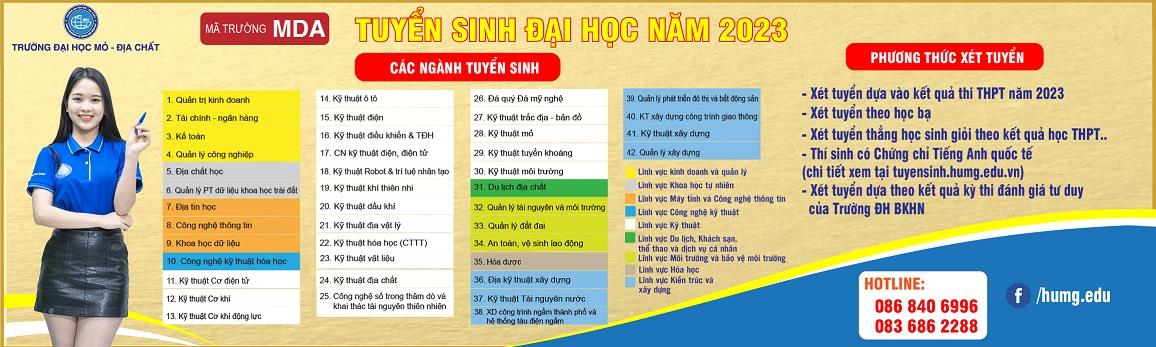 TRƯỜNG ĐẠI HỌC MỎ - ĐỊA CHẤT
MÃ TRƯỜNG MDA
TUYỂN SINH ĐẠI HỌC NĂM 2023
CÁC NGÀNH TUYỂN SINH
1. Quản trị kinh doanh
2. Tài chính - ngân hàng
3. Kế toán
4. Quản lý công nghiệp
5. Địa chất học
6. Quản lý PT dữ liệu khoa học trái đất
7. Địa tin học
8. Công nghệ thông tin
9. Khoa học dữ liệu
10. Công nghệ kỹ thuật hóa học
11. Kỹ thuật Cơ điện tử
12. Kỹ thuật Cơ khí
13. Kỹ thuật Cơ khí động lực
14. Kỹ thuật ô tô
15. Kỹ thuật điện
16. Kỹ thuật điều khiển & TĐH
17. CN kỹ thuật điện, điện tử
18. Kỹ thuật Robot & trí tuệ nhân tạo
19. Kỹ thuật khí thiên nhi
20. Kỹ thuật dầu khí
21. Kỹ thuật địa vật lý
22. Kỹ thuật hóa học (CTTT)
23. Kỹ thuật vật liệu
24. Kỹ thuật địa chất
25. Công nghệ số trong thăm dò và
khai thác tài nguyên thiên nhiên
26. Đá quý Đá mỹ nghệ
27. Kỹ thuật trắc địa - bản đồ
28. Kỹ thuật mỏ
29. Kỹ thuật tuyển khoáng
30. Kỹ thuật môi trường
31. Du lịch địa chất
32. Quản lý tài nguyên và môi trường
33. Quản lý đất đai
34. An toàn, vệ sinh lao động
35. Hóa dược
36. Địa kỹ thuật xây dựng
37. Kỹ thuật Tài nguyên nước
38. XD công trình ngầm thành phố và
hệ thống tàu điện ngầm
39. Quản lý phát triển đô thị và bất động sản
40. KT xây dựng công trình giao thông
41. Kỹ thuật xây dựng
42. Quản lý xây dựng
Lĩnh vực kinh doanh và quản lý
Lĩnh vực Khoa học tự nhiên
Lĩnh vực Máy tính và Công nghệ thông tin
Lĩnh vực Công nghệ kỹ thuật
Lĩnh vực Kỹ thuật
Lĩnh vực Du lịch, Khách sạn,
thể thao và dịch vụ cá nhân
Lĩnh vực Môi trường và bảo vệ môi trường
Lĩnh vực Hóa học
Lĩnh vực Kiến trúc và
xây dựng
PHƯƠNG THỨC XÉT TUYỂN
- Xét tuyển dựa vào kết quả thi THPT năm 2023
- Xét tuyển theo học bạ
- Xét tuyển thẳng học sinh giỏi theo kết quả học THPT..
- Thí sinh có Chứng chỉ Tiếng Anh quốc tế
(chi tiết xem tại tuyensinh.humg.edu.vn)
- Xét tuyển dựa theo kết quả kỳ thi đánh giá tư duy
của Trường ĐH BKHN
HOTLINE:
086 840 6996
083 686 2288
f /humg.edu